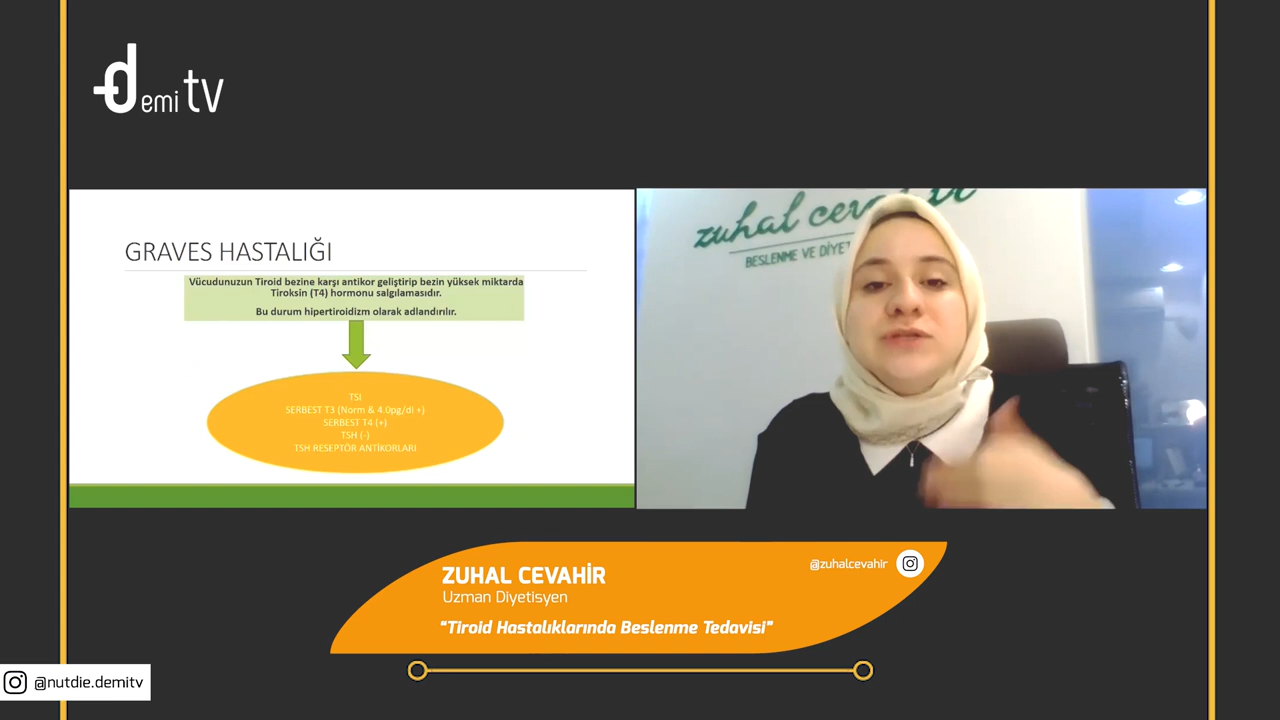 demi tv
GRAVES HASTALIĞI
Vücudunuzun Tiroid bezine karşı antikor geliştirip bezin yüksek miktarda
Tiroksin (T4) hormonu salgılamasıdır.
Bu durum hipertiroidizm olarak adlandırılır.
TSI
SERBEST T3 (Norm & 4.0pg/dl +)
SERBEST T4 (+)
TSH (-)
TSH RESEPTÖR ANTİKORLARI
zuhal cevahir
BESLENME VE DİYET
ZUHAL CEVAHİR
Uzman Diyetisyen
@zuhalcevahir
“Tiroid Hastalıklarında Beslenme Tedavisi”
@nutdie.demitv